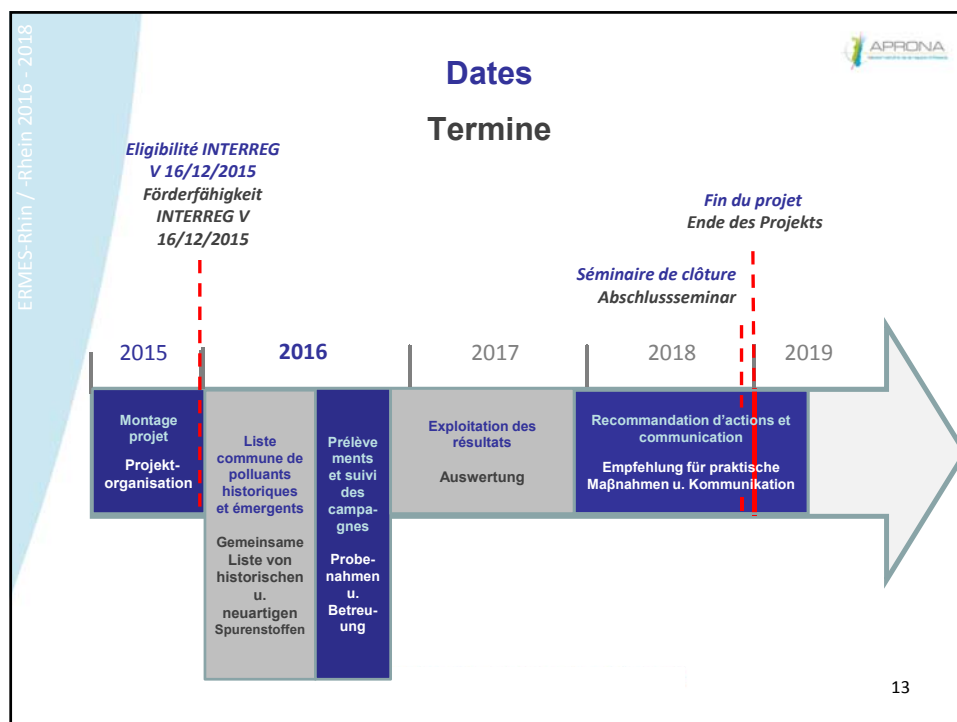 ERMES-Rhin / -Rhein 2016 - 2018
APRONA
Dates
Termine
Eligibilité INTERREG
V 16/12/2015
Förderfähigkeit
INTERREG V
16/12/2015
Fin du projet
Ende des Projekts
Séminaire de clôture
Abschlussseminar
2015
2016
2017
2018
2019
Montage
projet
Projekt-
organisation
Liste
commune de
polluants
historiques
et émergents
Gemeinsame
Liste von
historischen
u.
neuartigen
Spurenstoffen
Prélève
ments
et suivi
des
campa-
gnes
Probe-
nahmen
u.
Betreu-
ung
Exploitation des
résultats
Auswertung
Recommandation d'actions et
communication
Empfehlung für praktische
Maßnahmen u. Kommunikation
13